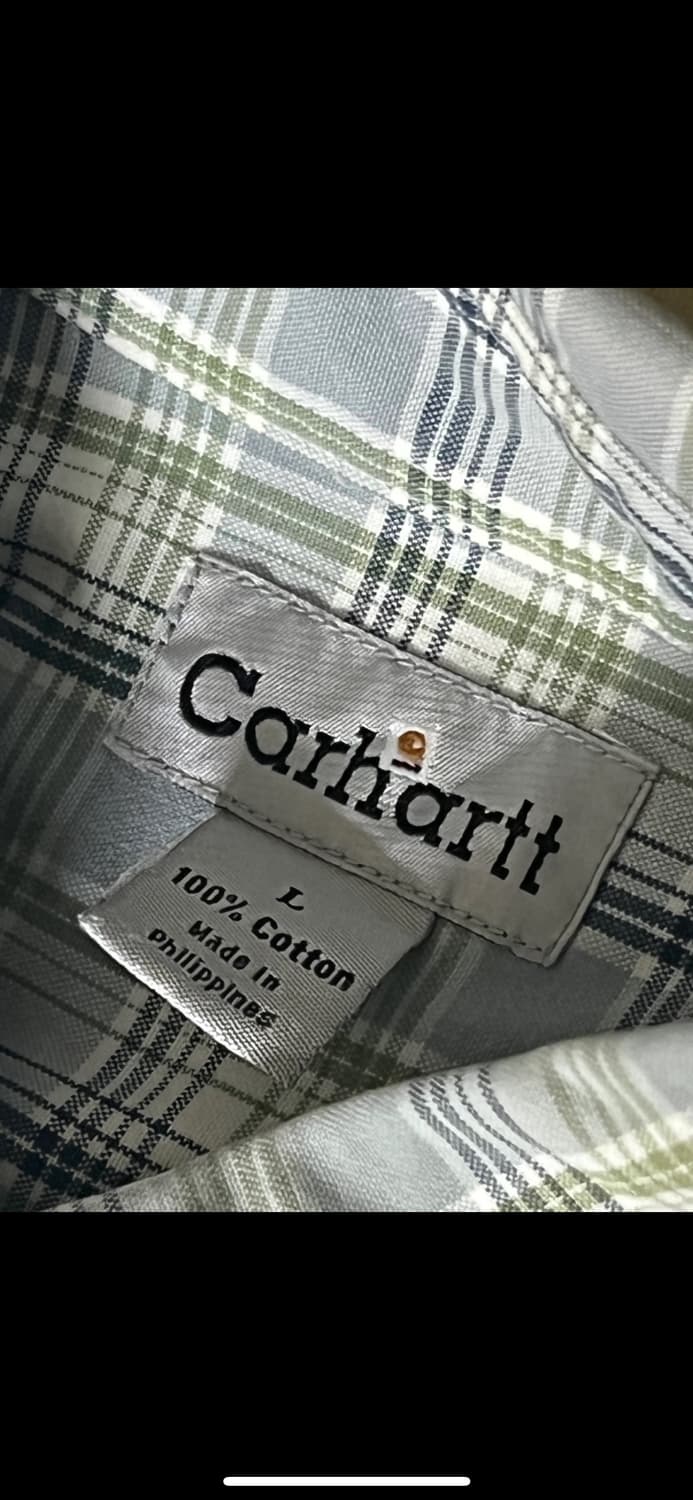 Carhartt
L
100% Cotton
Made In
Philippines